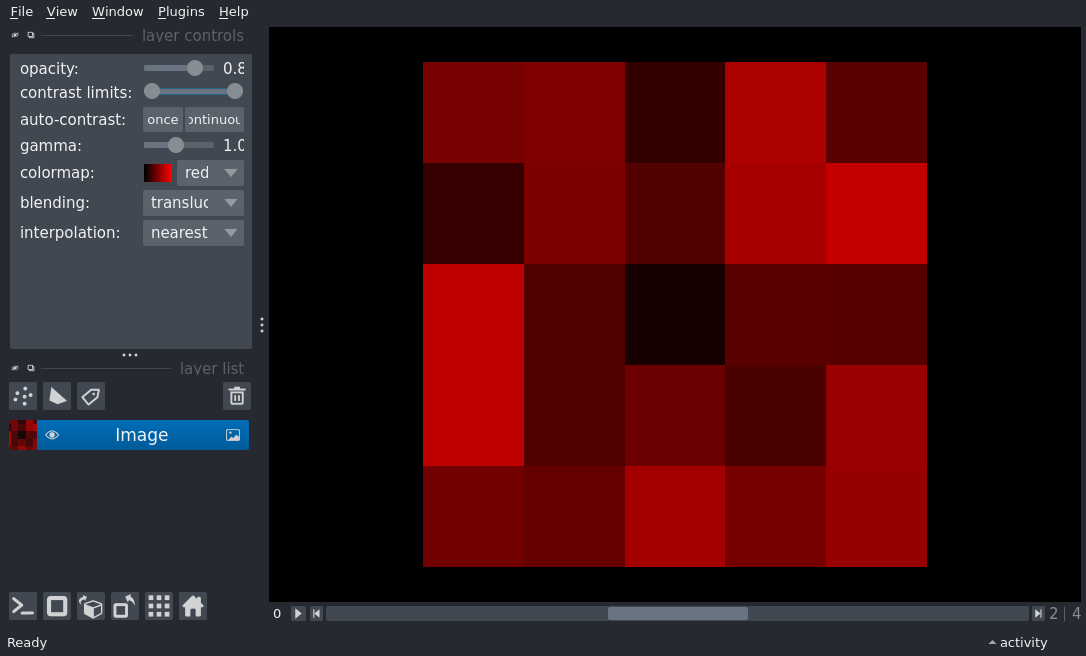 File View Window Plugins Help
layer controls
opacity: 0.8
contrast limits:
auto-contrast: once ontinuou
gamma: 1.0
colormap: red
blending: transluc
interpolation: nearest
layer list
Image
0 2 | 4
Ready activity